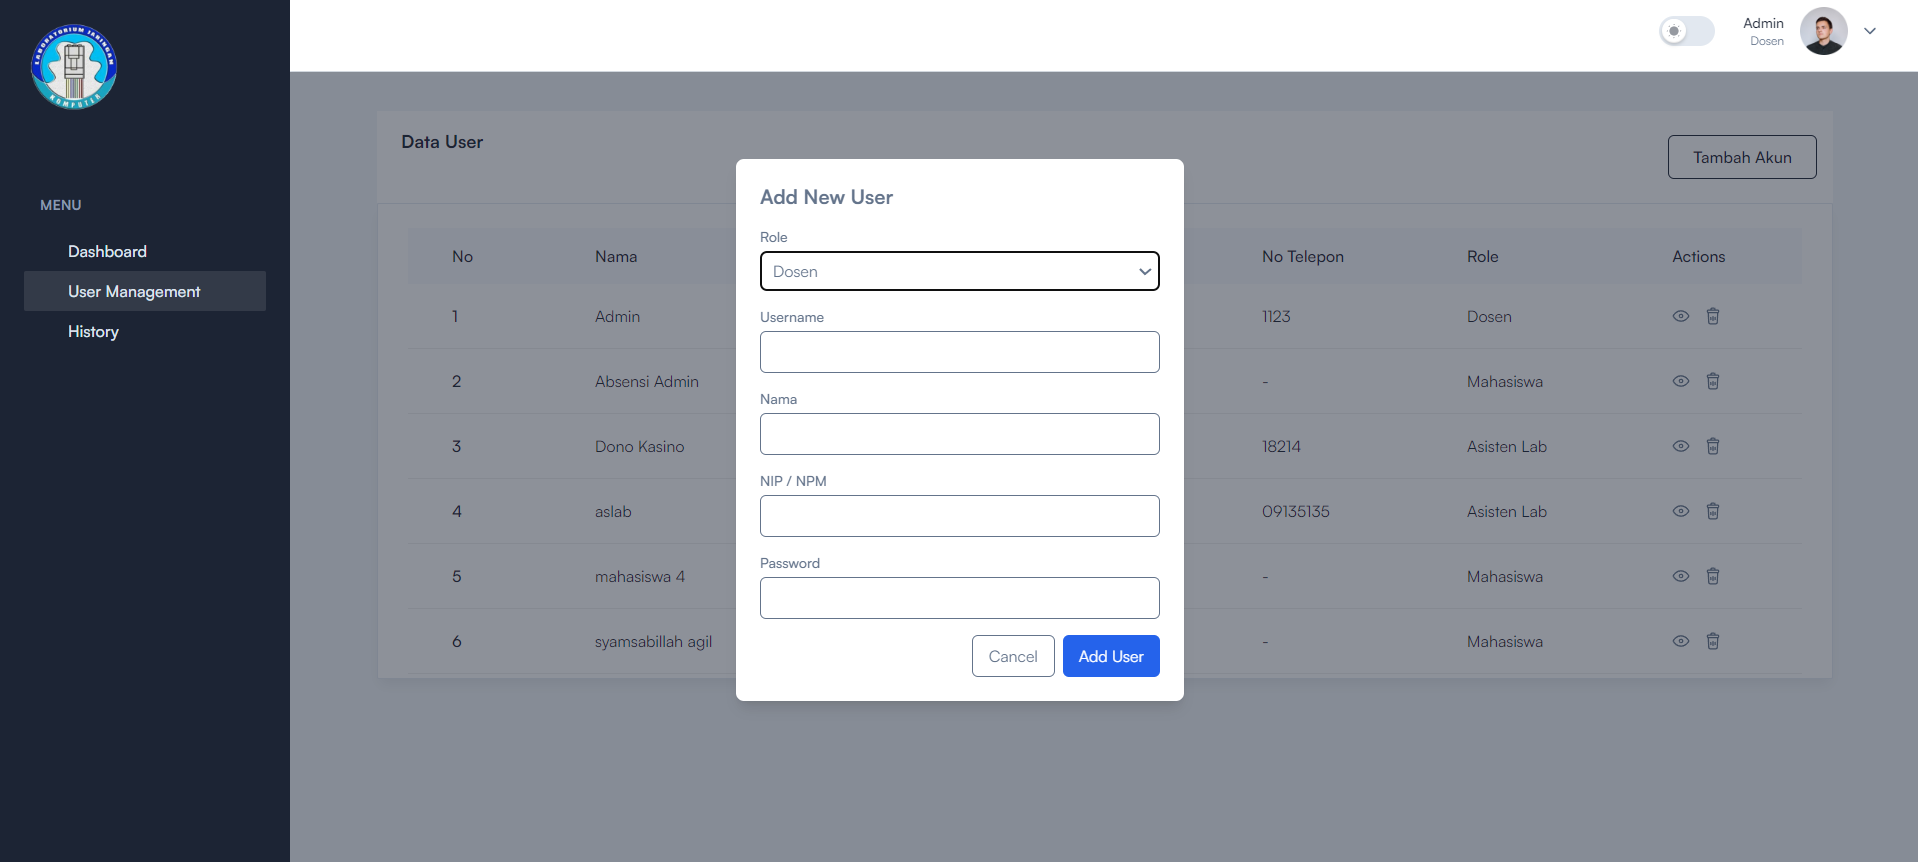 LABORATORIUM JARINGAN
KOMPUTER
MENU
Dashboard
User Management
History
Admin
Dosen
Data User
Tambah Akun
No Nama No Telepon Role Actions
1 Admin 1123 Dosen
2 Absensi Admin - Mahasiswa
3 Dono Kasino 18214 Asisten Lab
4 aslab 09135135 Asisten Lab
5 mahasiswa 4 - Mahasiswa
6 syamsabillah agil - Mahasiswa
Add New User
Role
Dosen
Username
Nama
NIP / NPM
Password
Cancel Add User